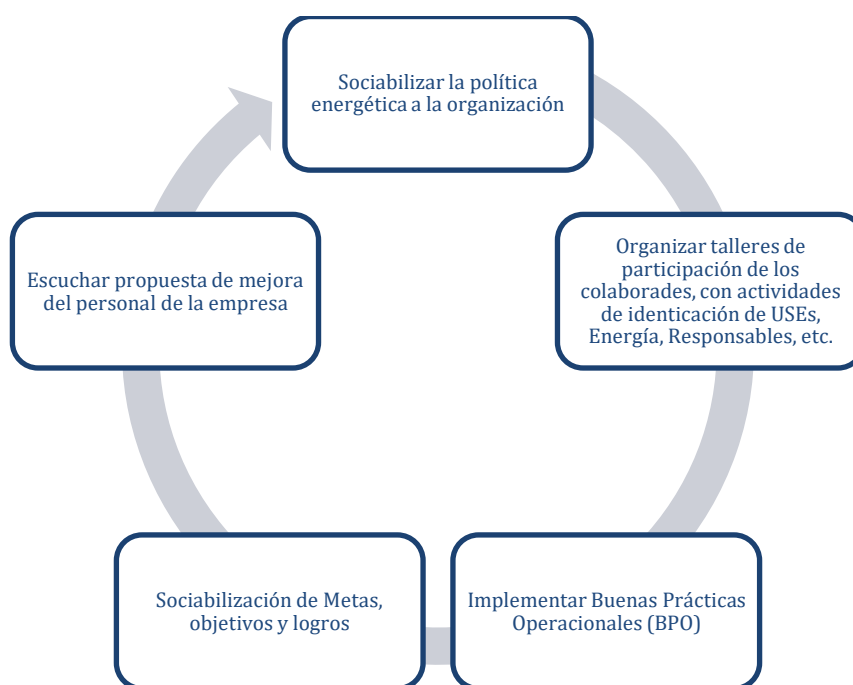 Sociabilizar la política
energética a la organización
Organizar talleres de
participación de los
colaborades, con actividades
de identicación de USEs,
Energía, Responsables, etc.
Implementar Buenas Prácticas
Operacionales (BPO)
Sociabilización de Metas,
objetivos y logros
Escuchar propuesta de mejora
del personal de la empresa